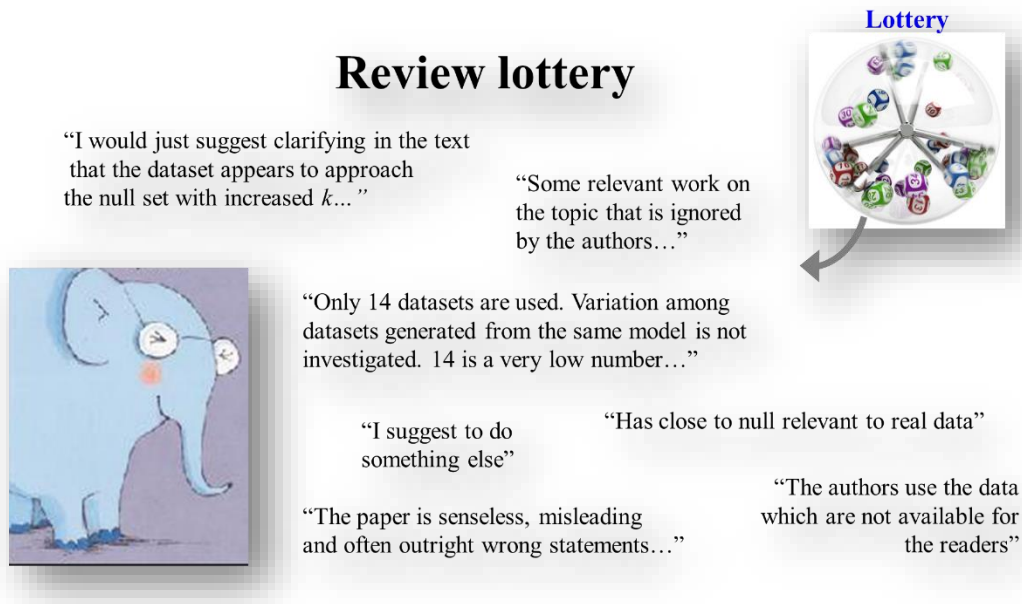 Lottery
Review lottery
“I would just suggest clarifying in the text
that the dataset appears to approach
the null set with increased k...”
“Some relevant work on
the topic that is ignored
by the authors…”
“Only 14 datasets are used. Variation among
datasets generated from the same model is not
investigated. 14 is a very low number…”
“I suggest to do
something else”
“Has close to null relevant to real data”
“The paper is senseless, misleading
and often outright wrong statements…”
“The authors use the data
which are not available for
the readers”